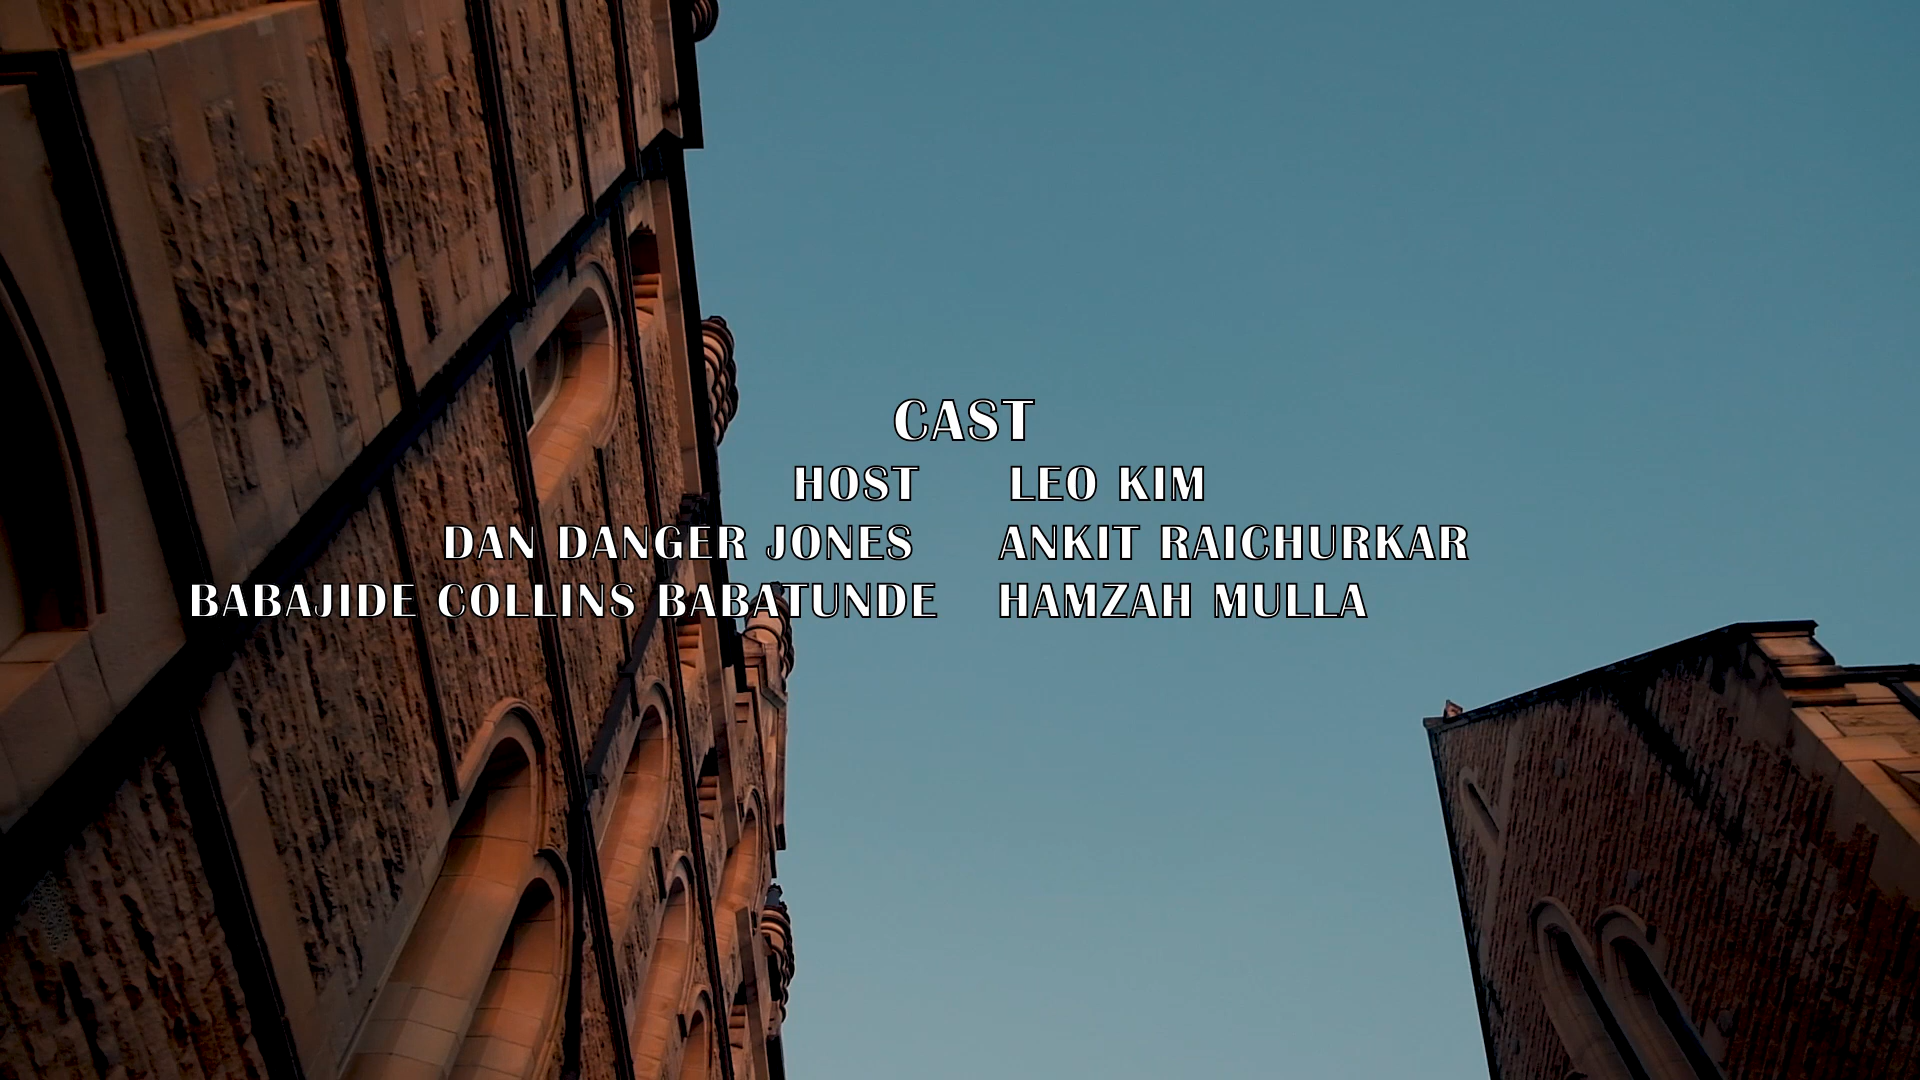 CAST
HOST LEO KIM
DAN DANGER JONES ANKIT RAICHURKAR
BABAJIDE COLLINS BABATUNDE HAMZAH MULLA